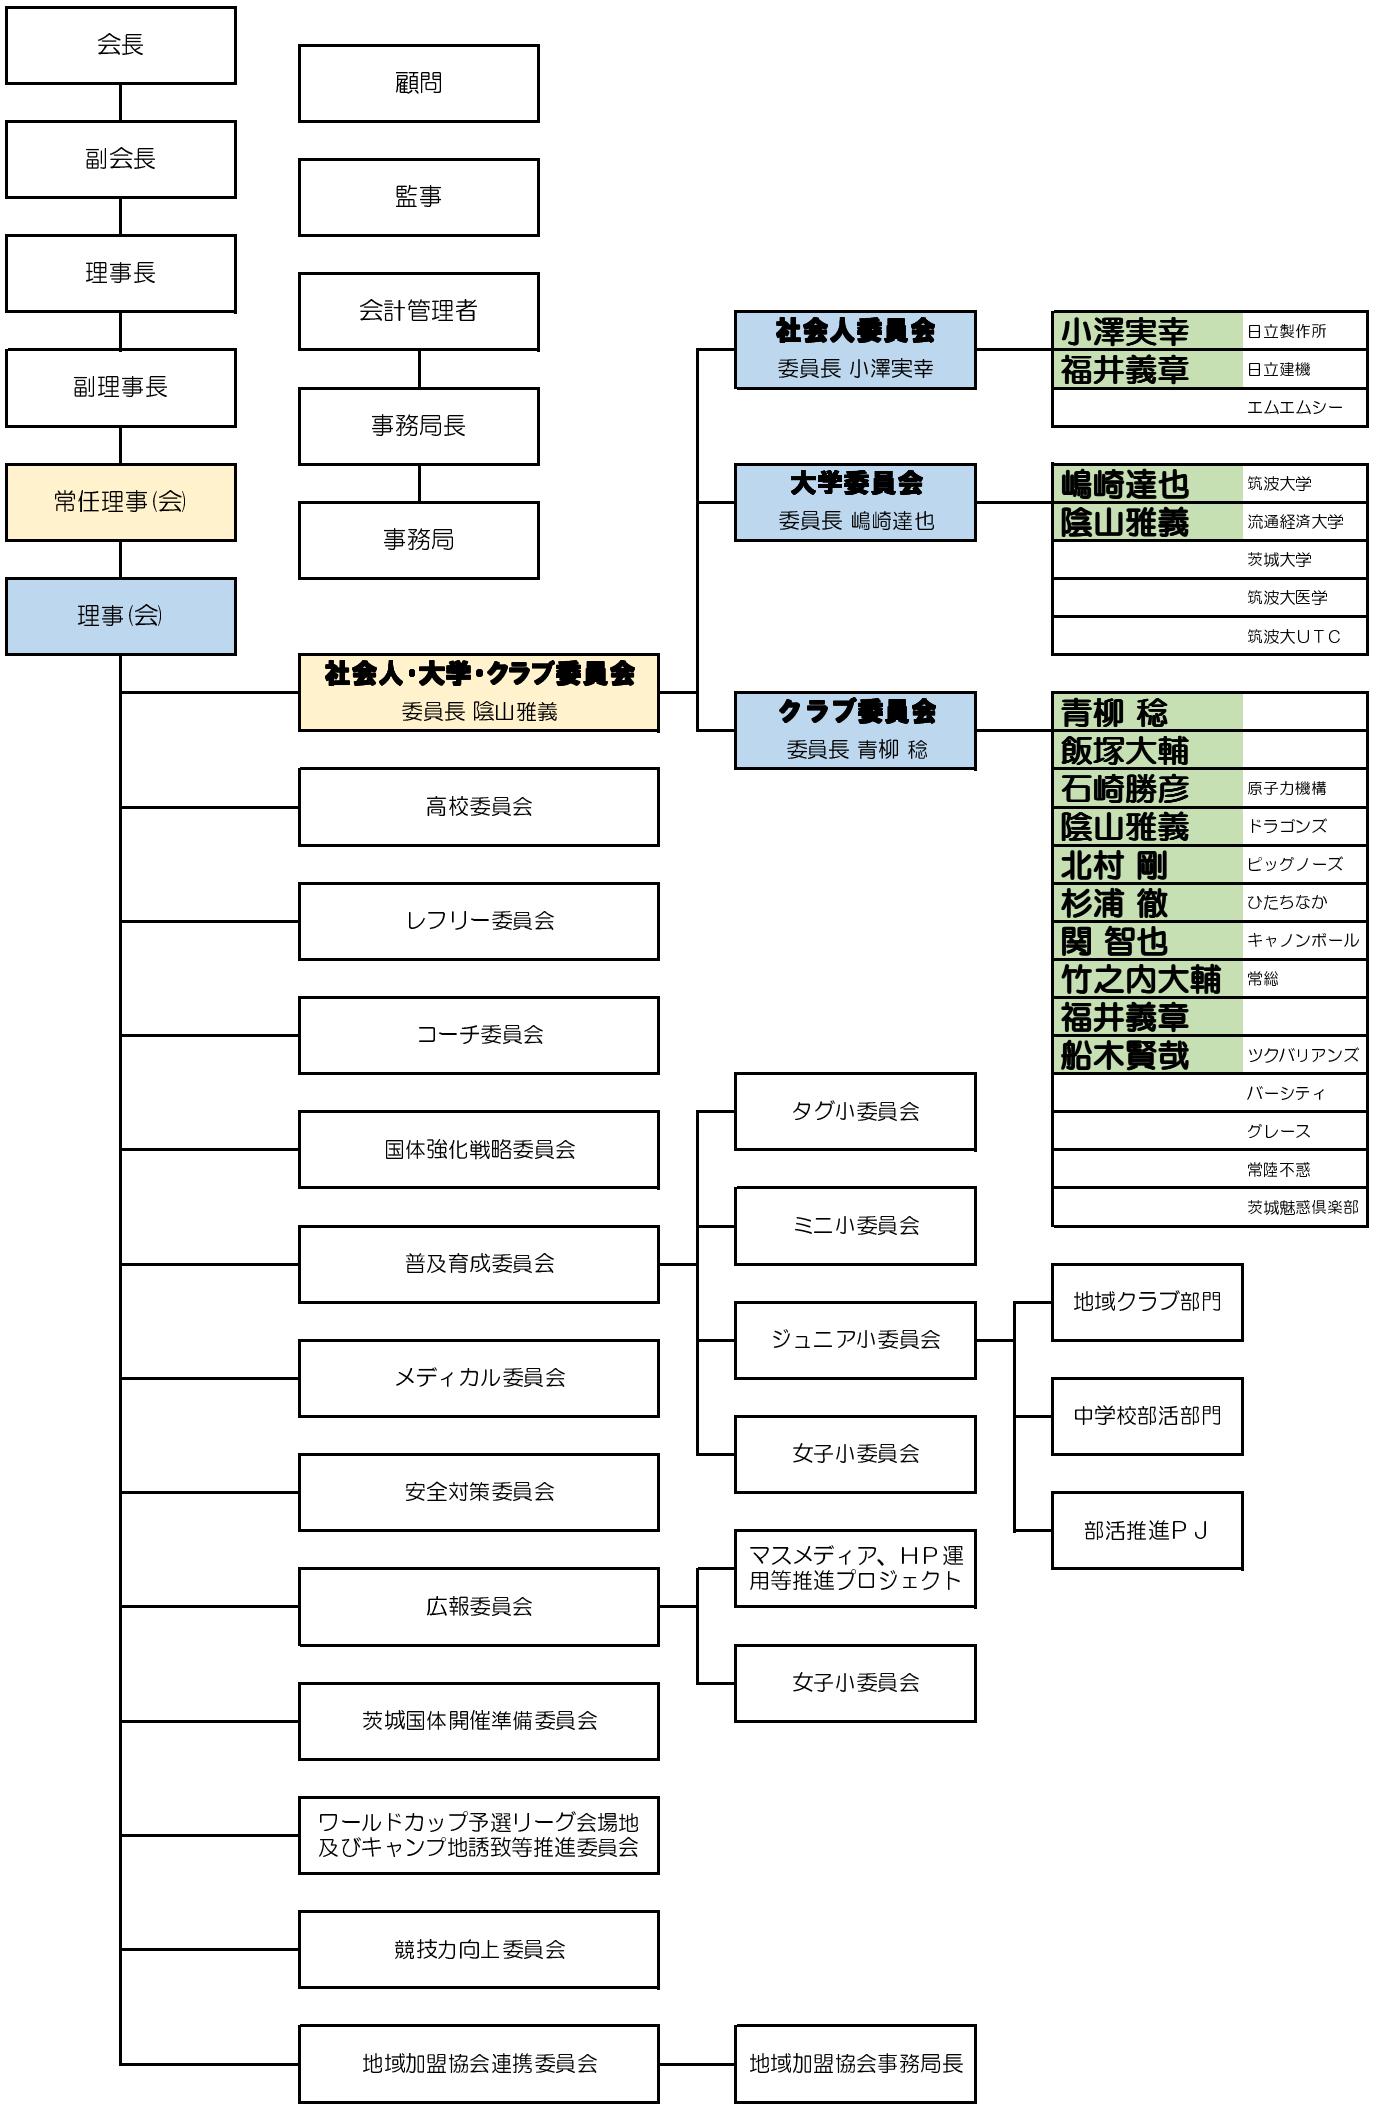 会長
副会長
理事長
副理事長
常任理事(会)
理事(会)
顧問
監事
会計管理者
事務局長
事務局
社会人・大学・クラブ委員会
委員長 陰山雅義
高校委員会
レフリー委員会
コーチ委員会
国体強化戦略委員会
普及育成委員会
メディカル委員会
安全対策委員会
広報委員会
茨城国体開催準備委員会
ワールドカップ予選リーグ会場地
及びキャンプ地誘致等推進委員会
競技力向上委員会
地域加盟協会連携委員会
社会人委員会
委員長 小澤実幸
大学委員会
委員長 嶋崎達也
クラブ委員会
委員長 青柳 稔
タグ小委員会
ミニ小委員会
ジュニア小委員会
女子小委員会
マスメディア、HP運
用等推進プロジェクト
女子小委員会
地域加盟協会事務局長
小澤実幸 日立製作所
福井義章 日立建機
エムエムシー
嶋崎達也 筑波大学
陰山雅義 流通経済大学
茨城大学
筑波大医学
筑波大UTC
青柳 稔
飯塚大輔
石崎勝彦 原子力機構
陰山雅義 ドラゴンズ
北村 剛 ピッグノーズ
杉浦 徹 ひたちなか
関 智也 キャノンボール
竹之内大輔 常総
福井義章
船木賢哉 ツクバリアンズ
バーシティ
グレース
常陸不惑
茨城魅惑倶楽部
地域クラブ部門
中学校部活部門
部活推進PJ